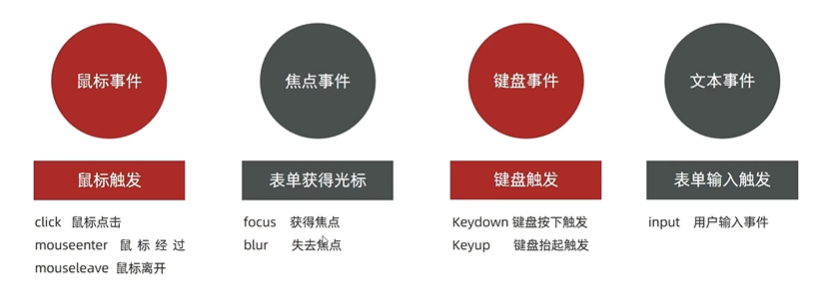 鼠标事件
焦点事件
键盘事件
文本事件
鼠标触发
表单获得光标
键盘触发
表单输入触发
click 鼠标点击
mouseenter 鼠标经过
mouseleave 鼠标离开
focus 获得焦点
blur 失去焦点
Keydown 键盘按下触发
Keyup 键盘抬起触发
input 用户输入事件